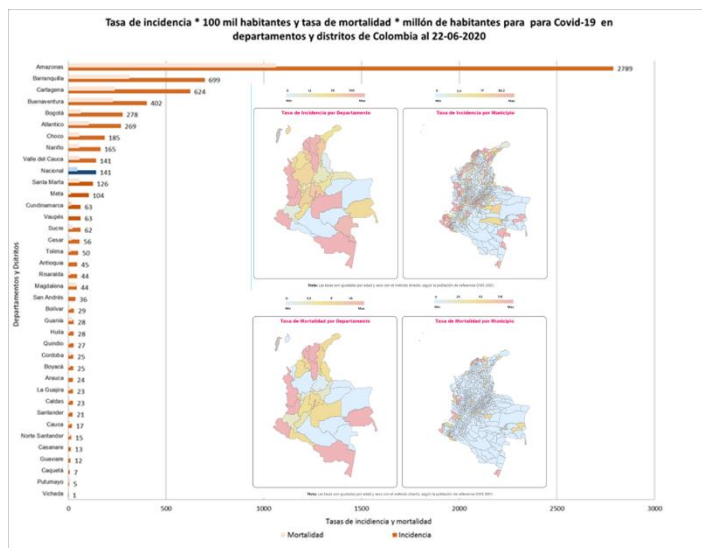 Tasa de incidencia * 100 mil habitantes y tasa de mortalidad * millón de habitantes para para Covid-19 en
departamentos y distritos de Colombia al 22-06-2020
Departamentos y Dsitritos
Amazonas 2789
Barranquilla 699
Cartagena 624
Buenaventura 402
Bogotá 278
Atlantico 269
Choco 185
Nariño 165
Valle del Cauca 141
Nacional 141
Santa Marta 126
Meta 104
Cundinamarca 63
Vaupés 63
Sucre 62
Cesar 56
Tolima 50
Antioquia 45
Risaralda 44
Magdalena 44
San Andrés 36
Bolívar 29
Guainía 28
Huila 28
Quindio 27
Cordoba 25
Boyacá 25
Arauca 24
La Guajira 23
Caldas 23
Santander 21
Cauca 17
Norte Santander 15
Casanare 13
Guaviare 12
Caquetá 7
Putumayo 5
Vichada 1
0 500 1000 1500 2000 2500 3000
Tasas de incidencia y mortalidad
Mortalidad Incidencia
Tasa de Incidencia por Departamento
Tasa de Incidencia por Municipio
Tasa de Mortalidad por Departamento
Tasa de Mortalidad por Municipio